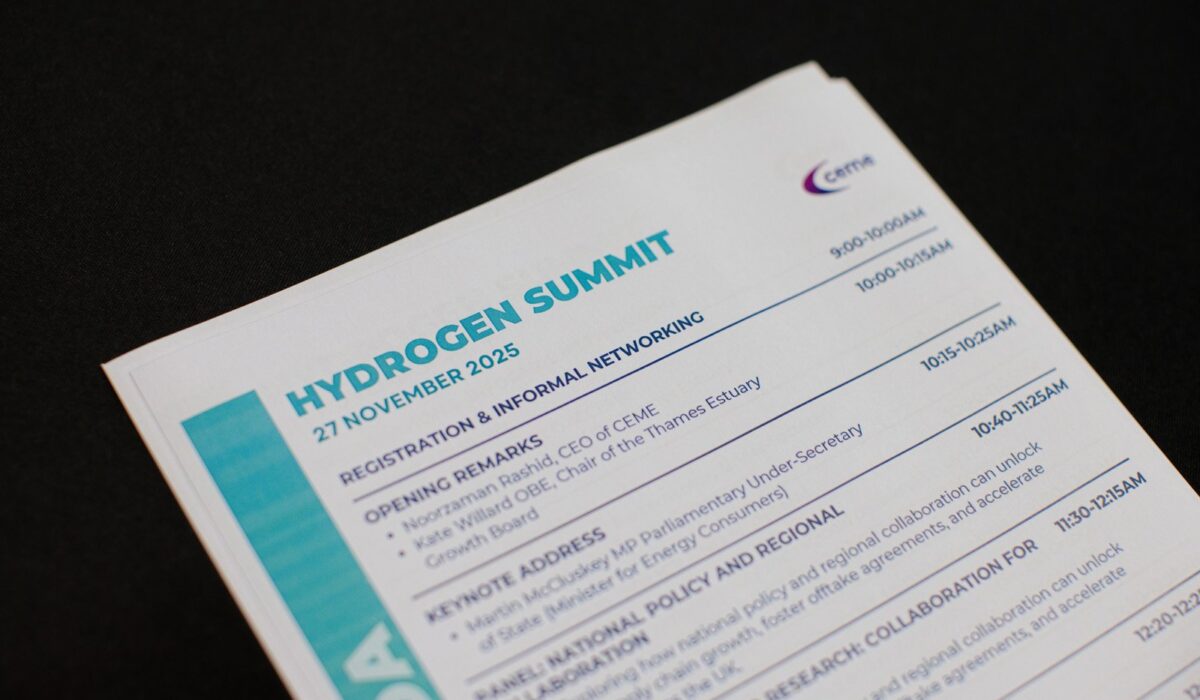 ceme
HYDROGEN SUMMIT
27 NOVEMBER 2025
REGISTRATION & INFORMAL NETWORKING 9:00-10:00AM
OPENING REMARKS 10:00-10:15AM
• Noorzaman Rashid, CEO of CEME
• Kate Willard OBE, Chair of the Thames Estuary
Growth Board
KEYNOTE ADDRESS 10:15-10:25AM
• Martin McCluskey MP Parliamentary Under-Secretary
of State (Minister for Energy Consumers)
PANEL: NATIONAL POLICY AND REGIONAL 10:40-11:25AM
how national policy and regional collaboration can unlock
chain growth, foster offtake agreements, and accelerate
the UK
RESEARCH: COLLABORATION FOR 11:30-12:15AM
and regional collaboration can unlock
agreements, and accelerate